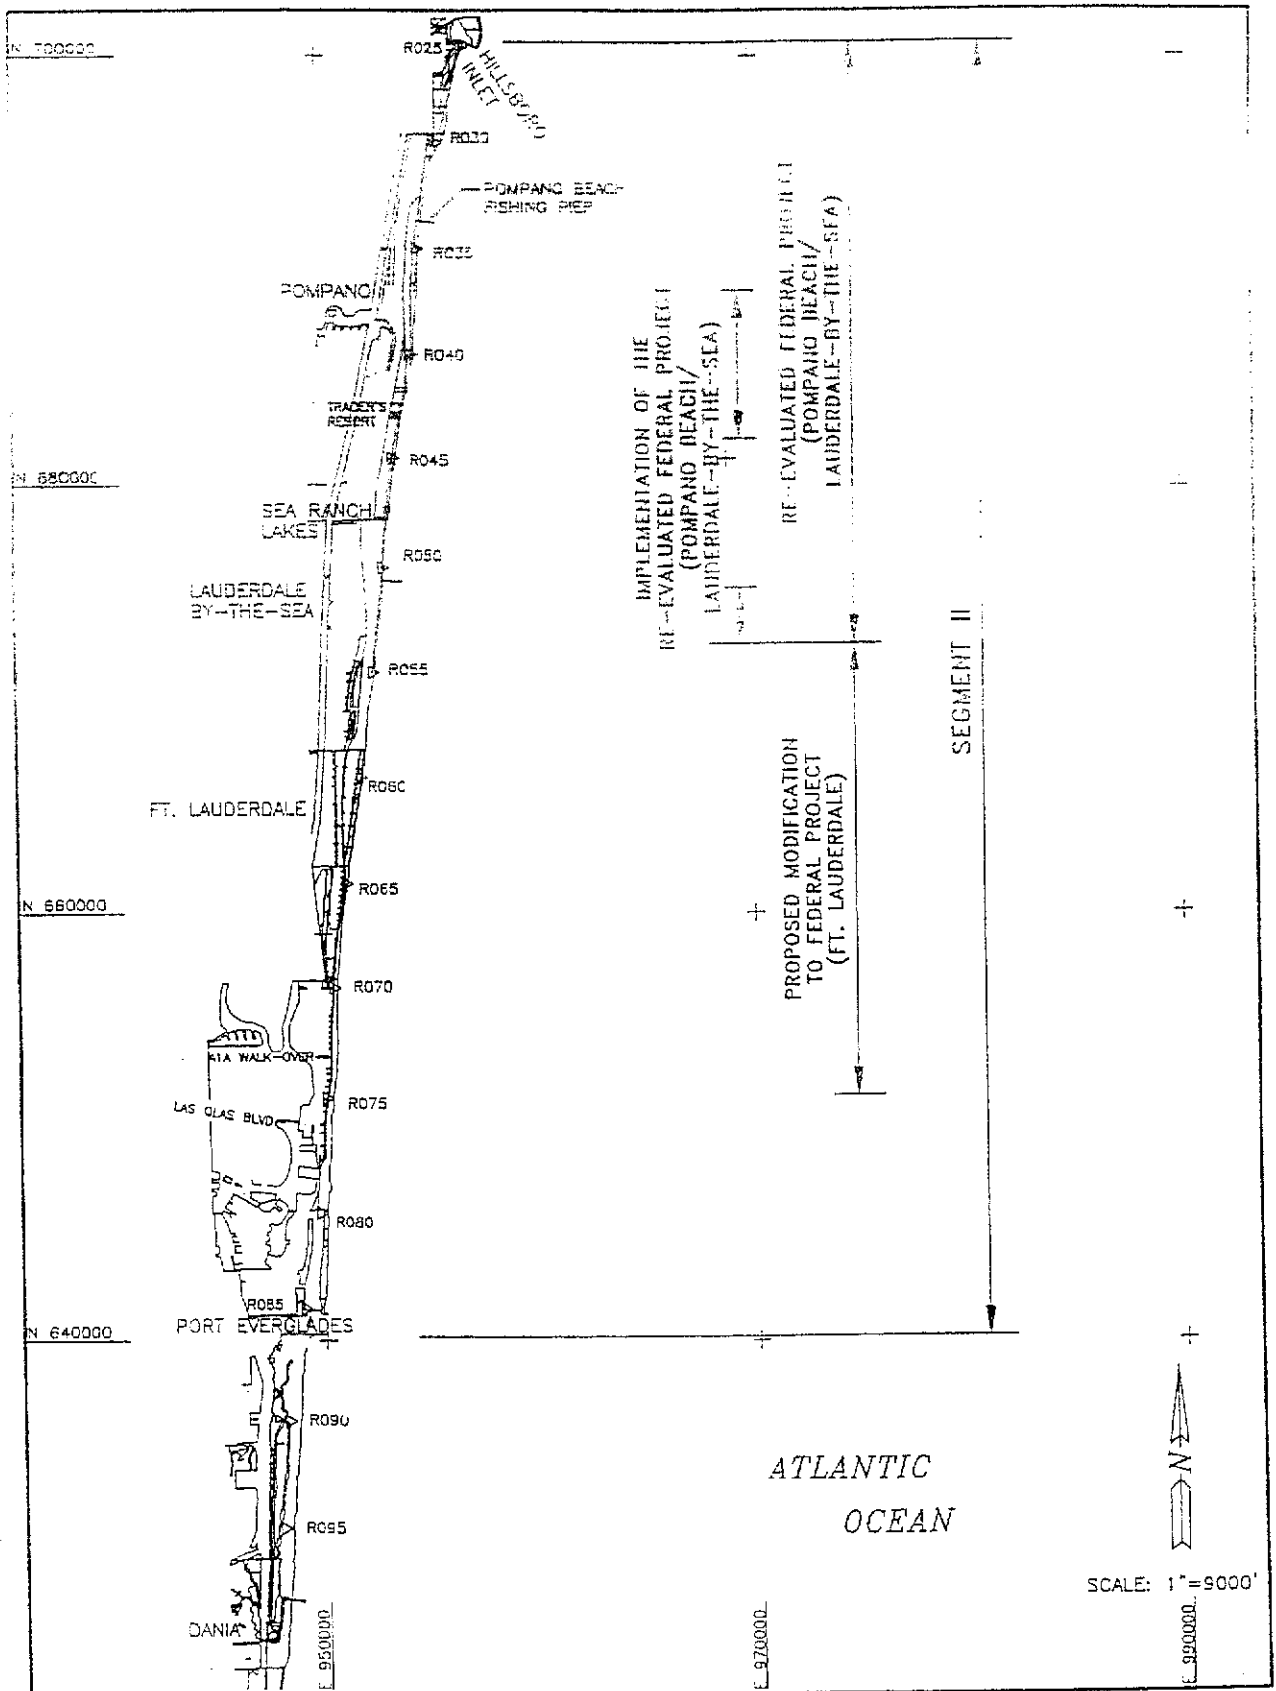 N 700000
R025
HILLSBORO
INLET
R030
POMPANO BEACH
FISHING PIER
R035
POMPANO
R040
TRADER'S
RESORT
R045
N 680000
SEA RANCH
LAKES
R050
LAUDERDALE
BY-THE-SEA
R055
R060
FT. LAUDERDALE
R065
N 660000
R070
A1A WALK-OVER
R075
LAS OLAS BLVD
R080
R085
PORT EVERGLADES
N 640000
R090
R095
DANIA
IMPLEMENTATION OF THE
RE-EVALUATED FEDERAL PROJECT
(POMPANO BEACH/
LAUDERDALE-BY-THE-SEA)
RE-EVALUATED FEDERAL PROJECT
(POMPANO BEACH/
LAUDERDALE-BY-THE-SEA)
PROPOSED MODIFICATION
TO FEDERAL PROJECT
(FT. LAUDERDALE)
SEGMENT II
ATLANTIC
OCEAN
N
SCALE: 1"=9000'
E 950000
E 970000
E 990000